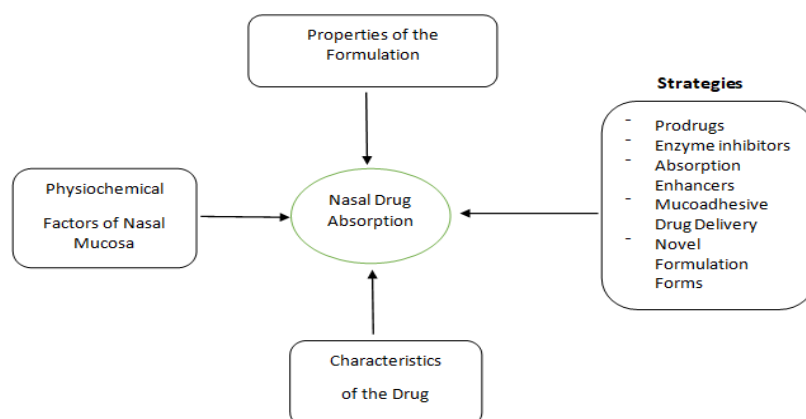 Properties of the
Formulation
Strategies
- Prodrugs
- Enzyme inhibitors
- Absorption
Enhancers
- Mucoadhesive
Drug Delivery
- Novel
Formulation
Forms
Physiochemical
Factors of Nasal
Mucosa
Nasal Drug
Absorption
Characteristics
of the Drug